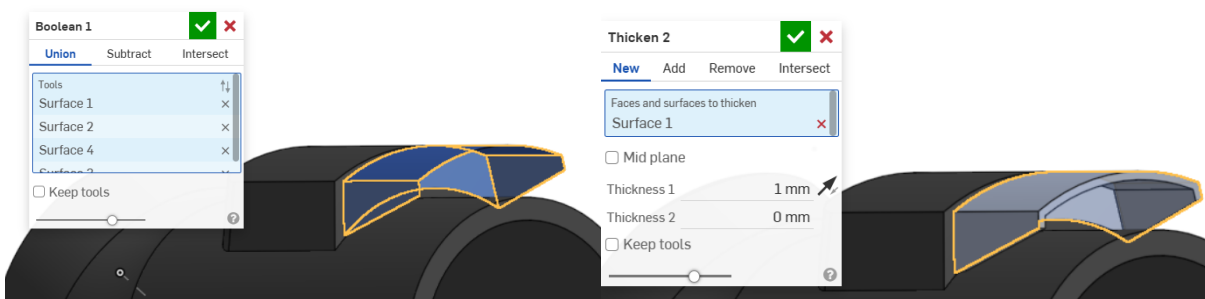 Boolean 1
Union Subtract Intersect
Tools
Surface 1
Surface 2
Surface 4
Surface 3
Keep tools
Thicken 2
New Add Remove Intersect
Faces and surfaces to thicken
Surface 1
Mid plane
Thickness 1 1 mm
Thickness 2 0 mm
Keep tools